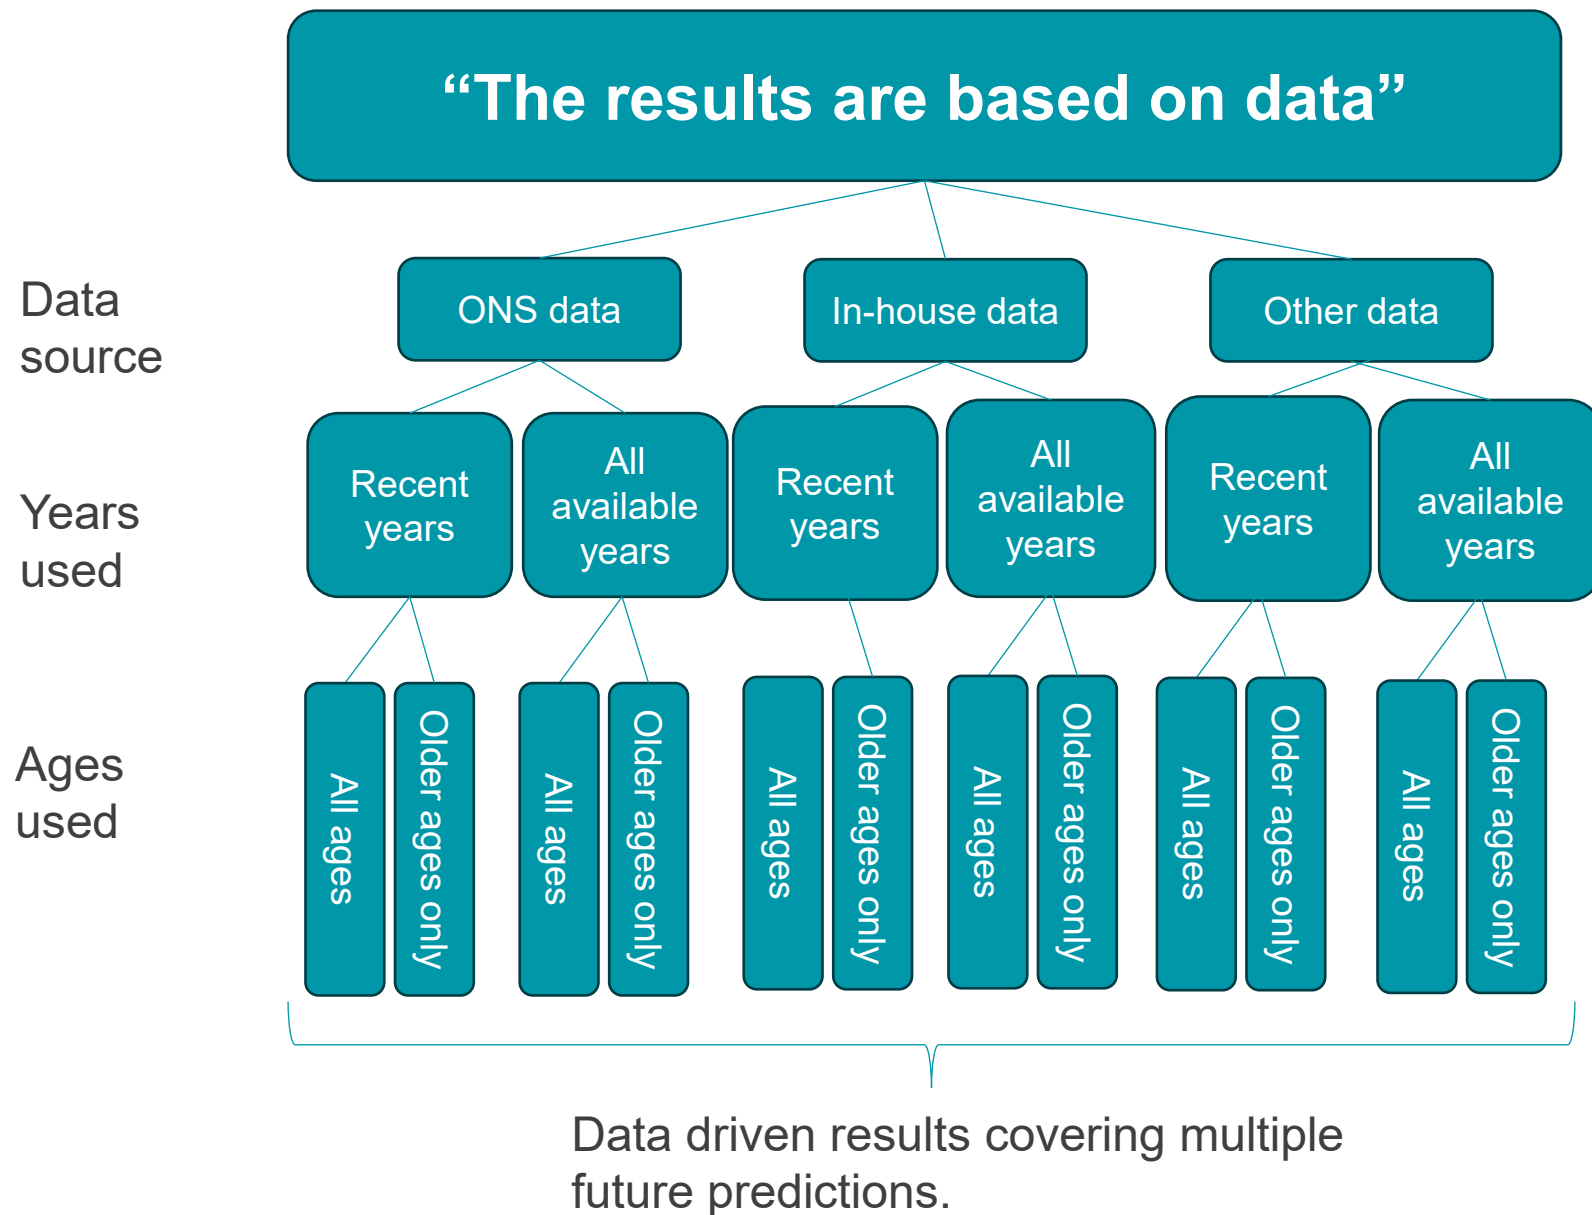 “The results are based on data”
Data
source
ONS data
In-house data
Other data
Years
used
Recent
years
All
available
years
Recent
years
All
available
years
Recent
years
All
available
years
Ages
used
All ages
Older ages only
All ages
Older ages only
All ages
Older ages only
All ages
Older ages only
All ages
Older ages only
All ages
Older ages only
Data driven results covering multiple
future predictions.